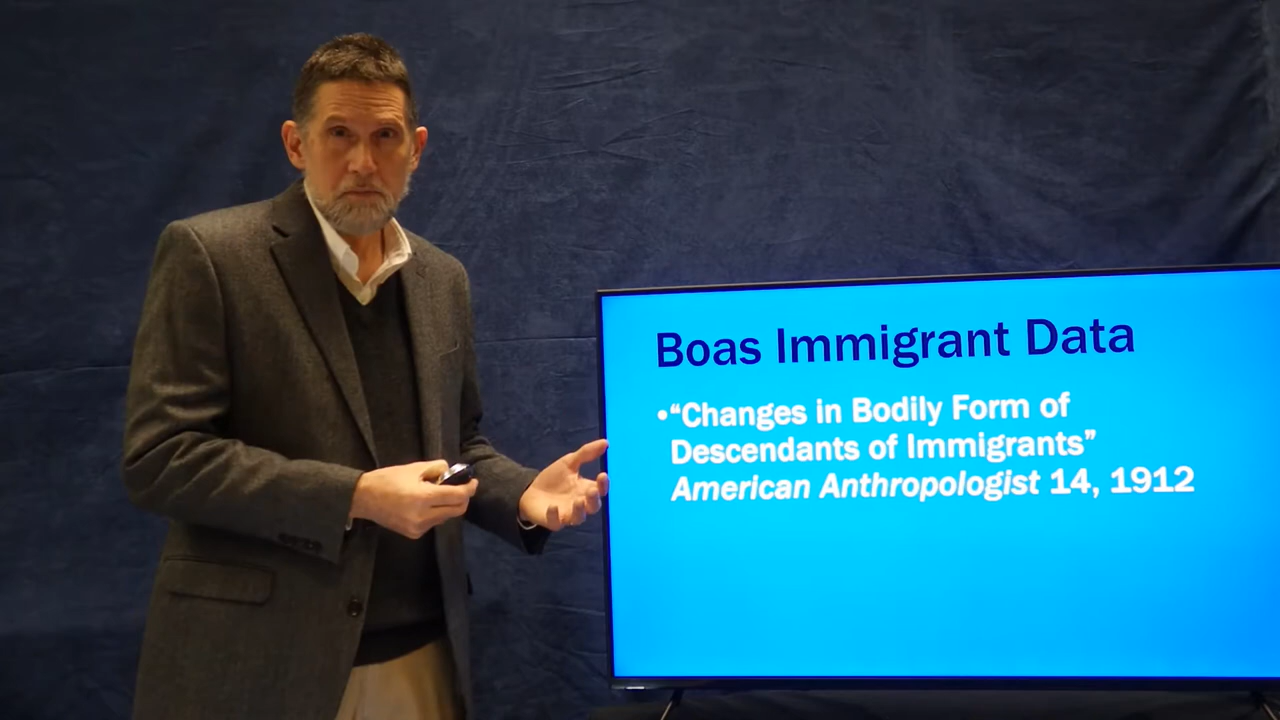 Boas Immigrant Data
•“Changes in Bodily Form of
Descendants of Immigrants”
American Anthropologist 14, 1912